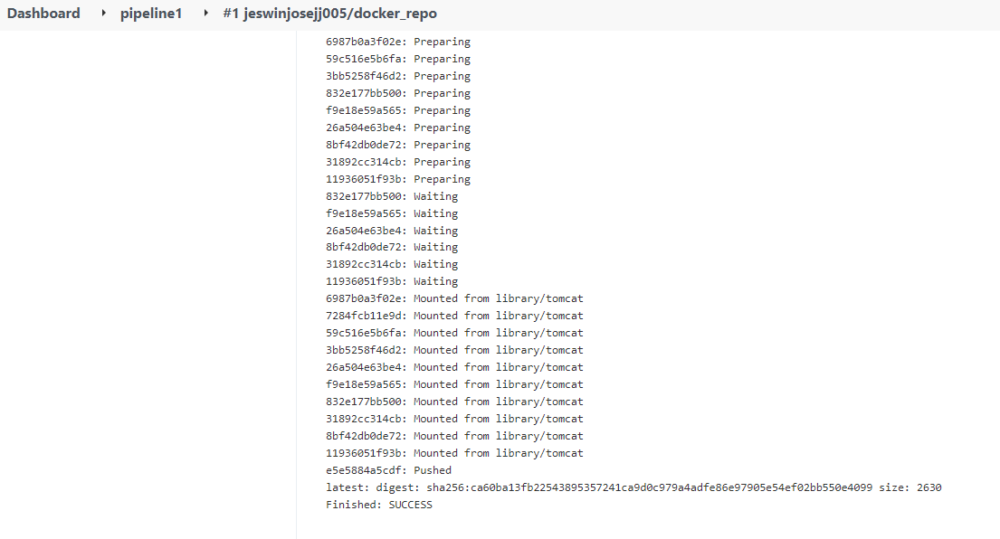 Dashboard pipeline1 #1 jeswinjosejj005/docker_repo
6987b0a3f02e: Preparing
59c516e5b6fa: Preparing
3bb5258f46d2: Preparing
832e177bb500: Preparing
f9e18e59a565: Preparing
26a504e63be4: Preparing
8bf42db0de72: Preparing
31892cc314cb: Preparing
11936051f93b: Preparing
832e177bb500: Waiting
f9e18e59a565: Waiting
26a504e63be4: Waiting
8bf42db0de72: Waiting
31892cc314cb: Waiting
11936051f93b: Waiting
6987b0a3f02e: Mounted from library/tomcat
7284fcb11e9d: Mounted from library/tomcat
59c516e5b6fa: Mounted from library/tomcat
3bb5258f46d2: Mounted from library/tomcat
26a504e63be4: Mounted from library/tomcat
f9e18e59a565: Mounted from library/tomcat
832e177bb500: Mounted from library/tomcat
31892cc314cb: Mounted from library/tomcat
8bf42db0de72: Mounted from library/tomcat
11936051f93b: Mounted from library/tomcat
e5e5884a5cdf: Pushed
latest: digest: sha256:ca60ba13fb22543895357241ca9d0c979a4adfe86e97905e54ef02bb550e4099 size: 2630
Finished: SUCCESS